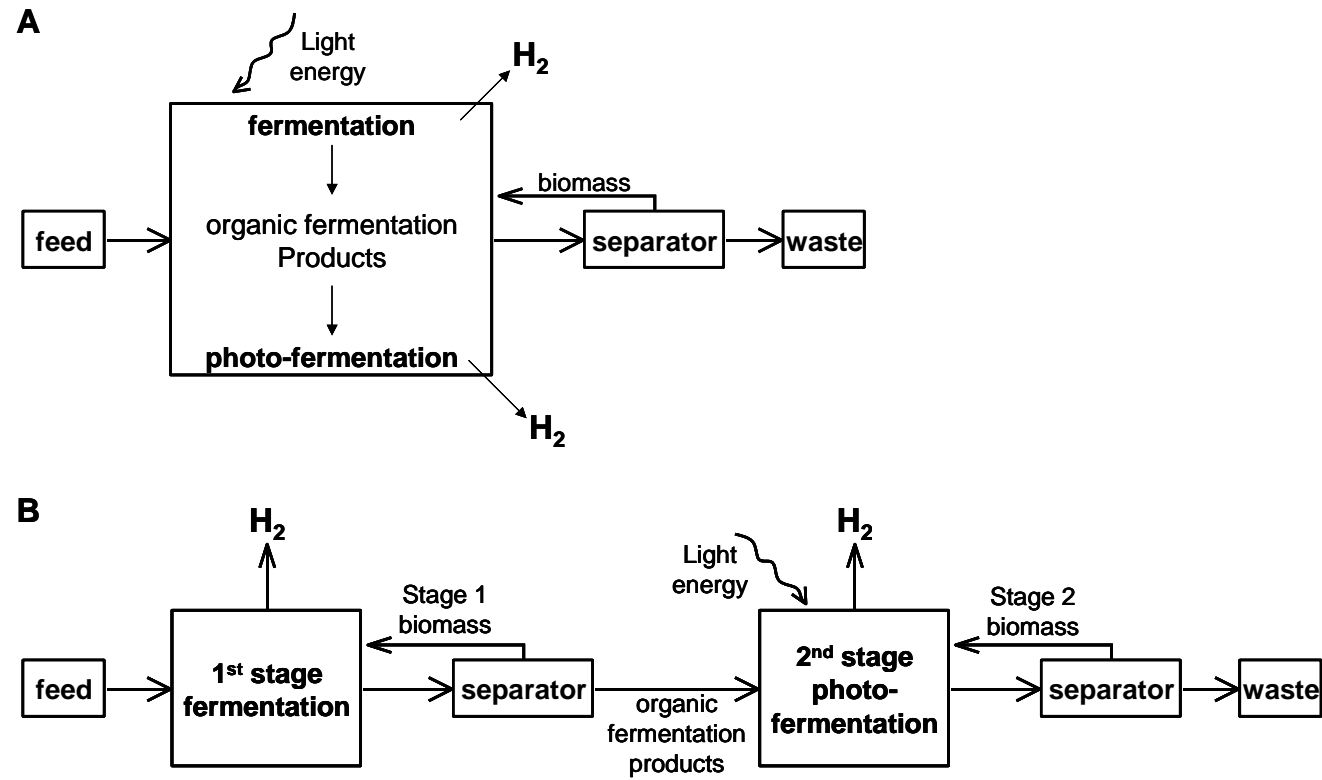 A
Light
energy
H₂
fermentation
biomass
organic fermentation
Products
feed
separator
waste
photo-fermentation
H₂
B
H₂
H₂
Light
energy
Stage 1
biomass
Stage 2
biomass
feed
1st stage
fermentation
separator
organic
fermentation
products
2nd stage
photo-
fermentation
separator
waste